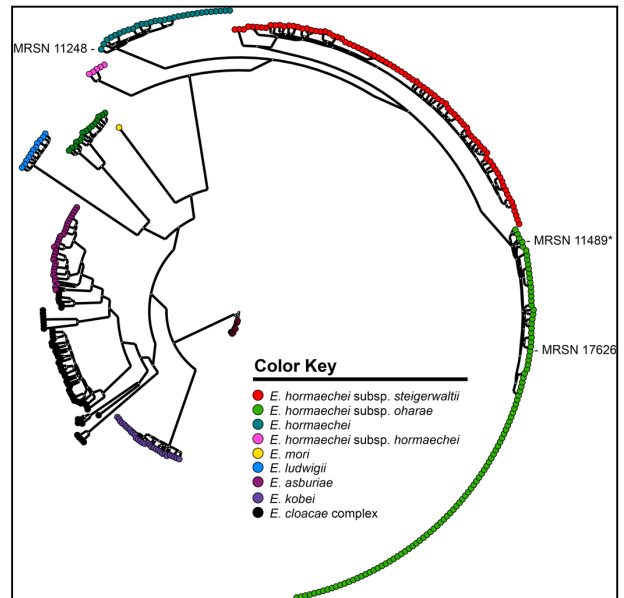 MRSN 11248 -
- MRSN 11489*
- MRSN 17626
Color Key
E. hormaechei subsp. steigerwaltii
E. hormaechei subsp. oharae
E. hormaechei
E. hormaechei subsp. hormaechei
E. mori
E. ludwigii
E. asburiae
E. kobei
E. cloacae complex